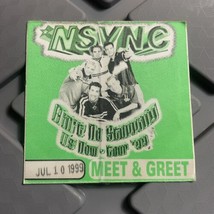 *NSYNC
Ain't No Stopping
Us Now - Tour '99
JUL 10 1999
MEET & GREET